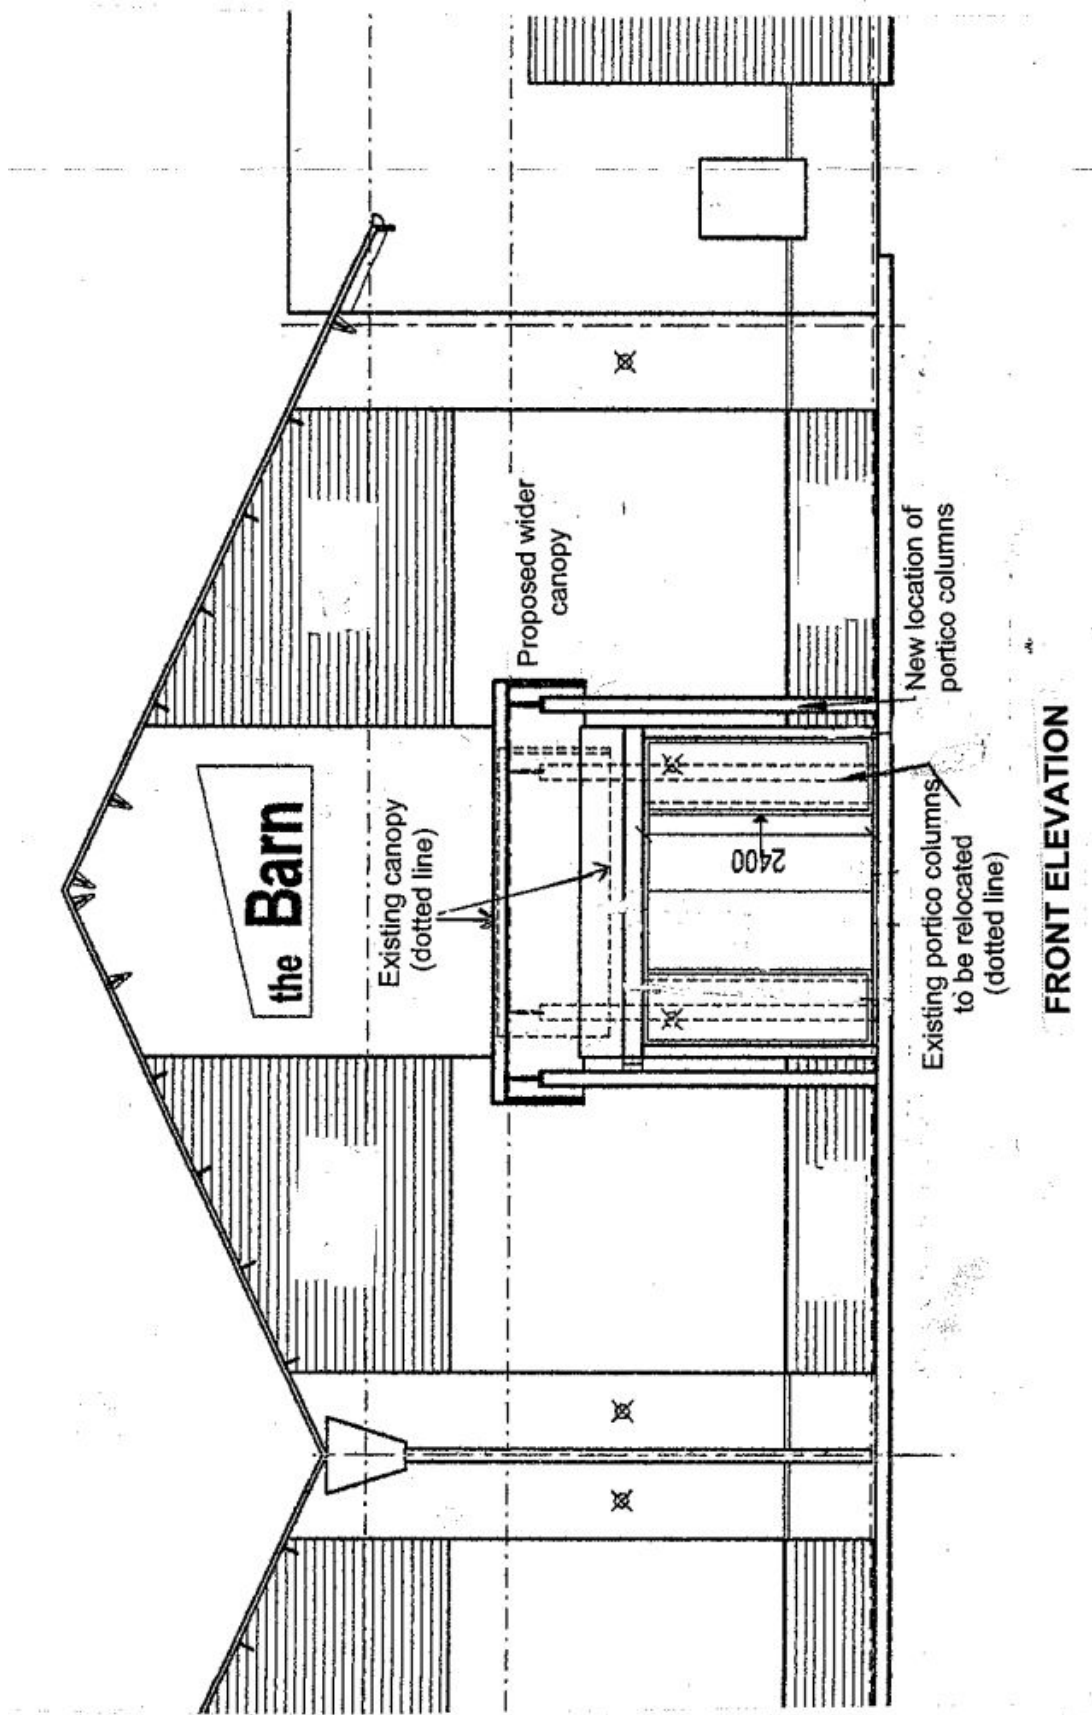 the Barn
Existing canopy
(dotted line)
Proposed wider
canopy
2400
New location of
portico columns
Existing portico columns
to be relocated
(dotted line)
FRONT ELEVATION